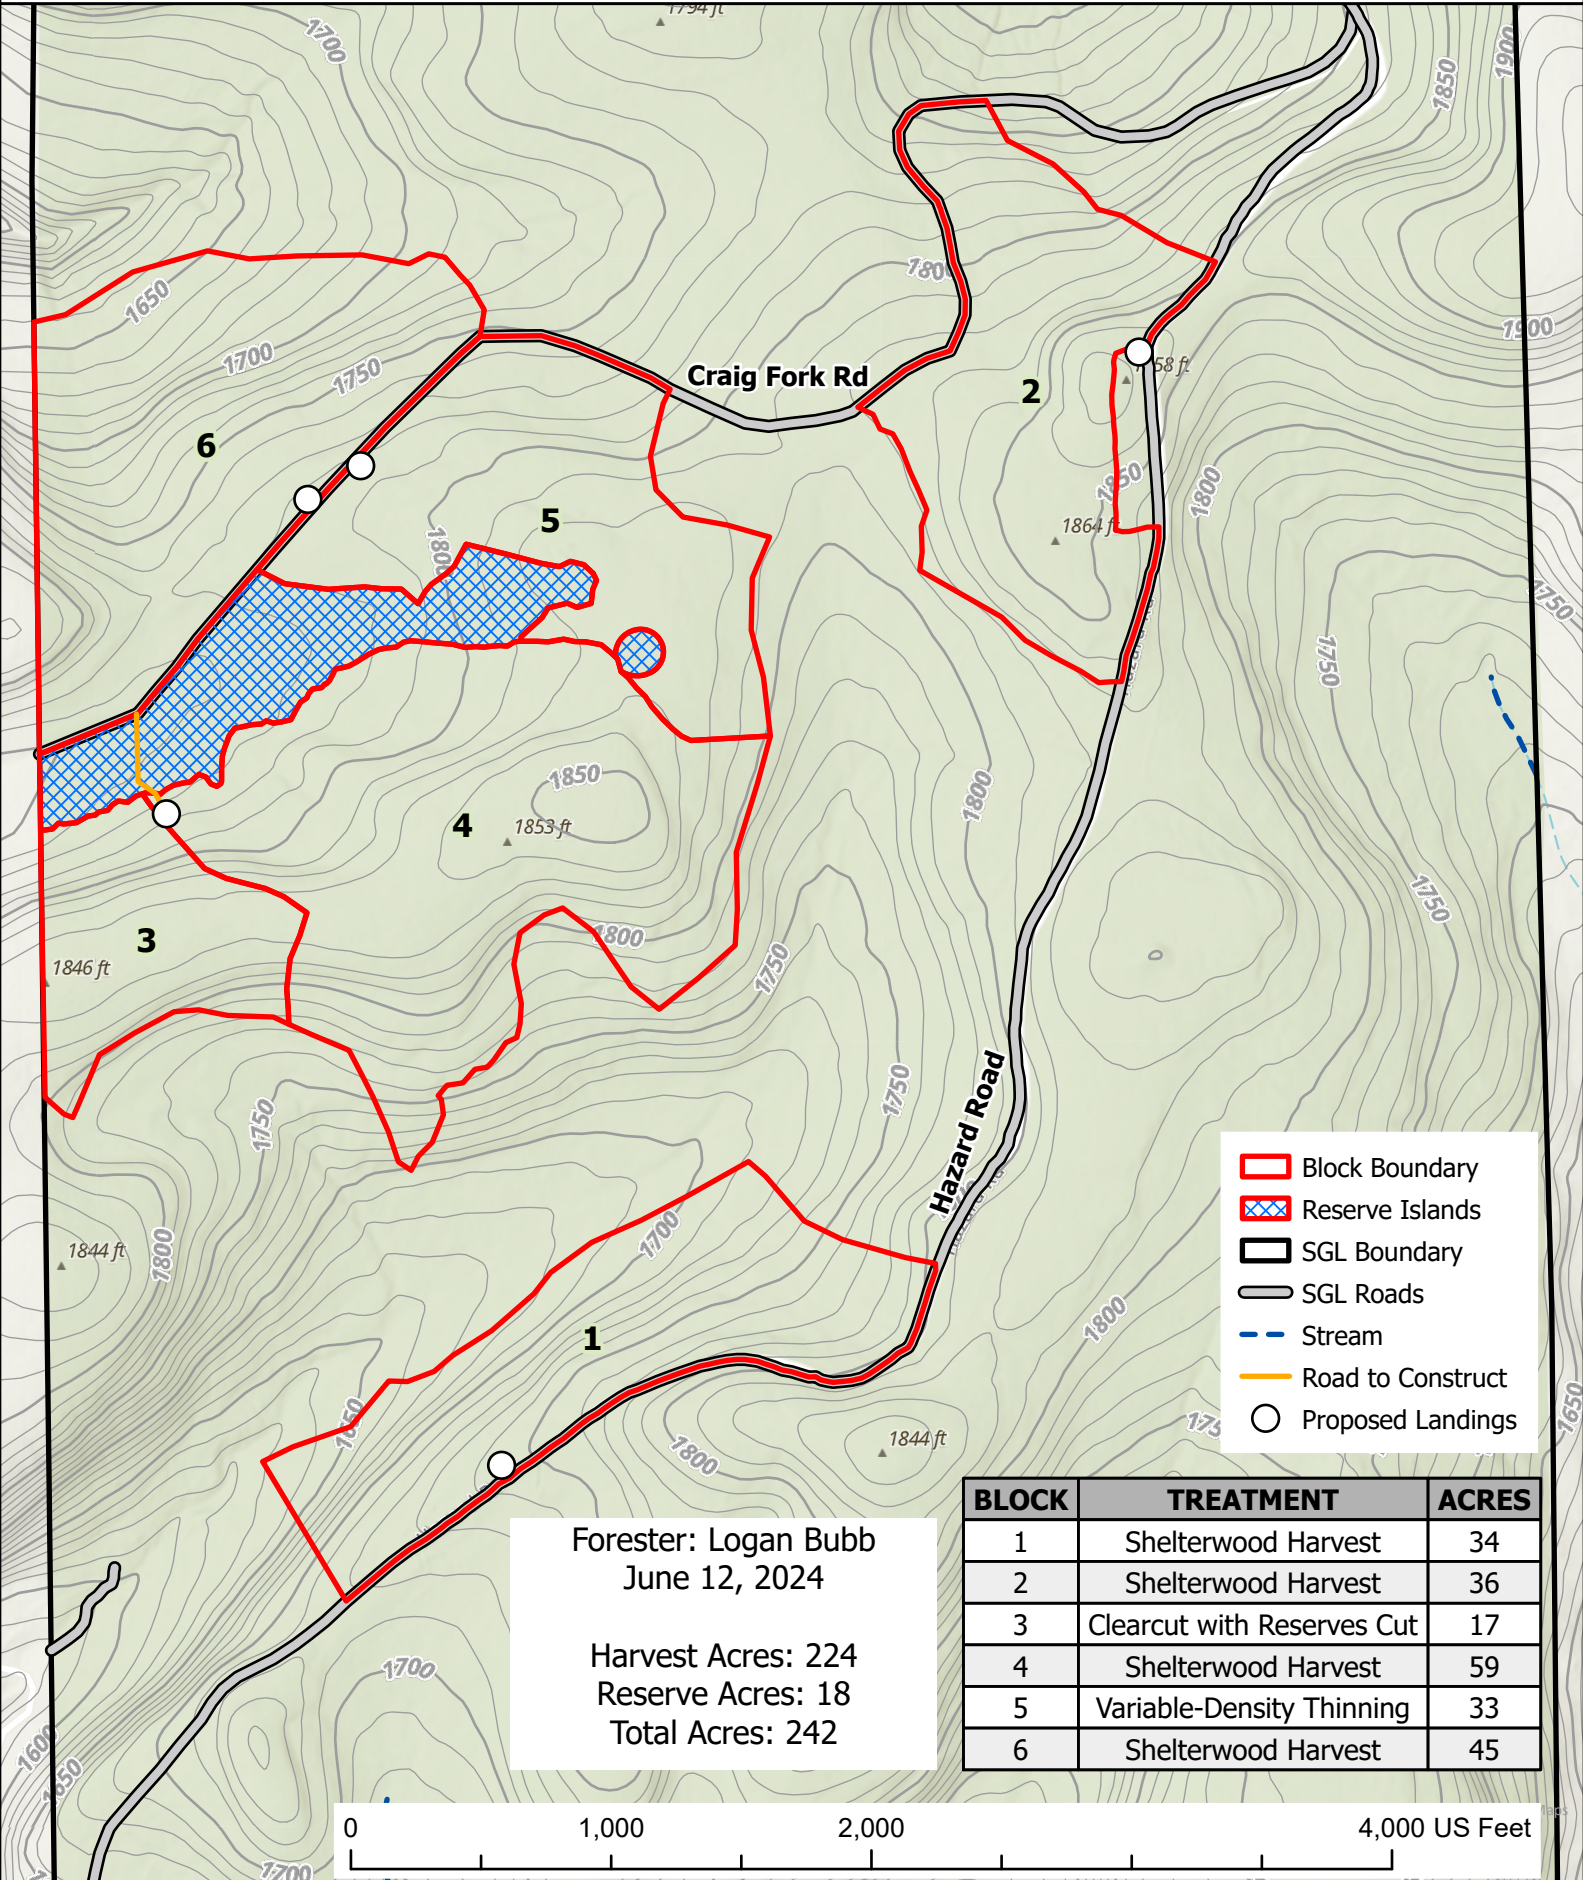 1794 ft
1700
1850
1900
1800
1650
1700
1750
1900
Craig Fork Rd
2
6
1850
1800
1864 ft
5
1800
1750
1750
1850
1800
4
1853 ft
1750
3
1800
1846 ft
1750
1750
1750
Hazard Road
Hazard Rd
1700
1844 ft
1800
1800
1
1650
1844 ft
1800
1650
Block Boundary
Reserve Islands
SGL Boundary
SGL Roads
Stream
Road to Construct
Proposed Landings
Forester: Logan Bubb
June 12, 2024
Harvest Acres: 224
Reserve Acres: 18
Total Acres: 242
BLOCK TREATMENT ACRES
1 Shelterwood Harvest 34
2 Shelterwood Harvest 36
3 Clearcut with Reserves Cut 17
4 Shelterwood Harvest 59
5 Variable-Density Thinning 33
6 Shelterwood Harvest 45
1700
1600
1650
1700
0 1,000 2,000 4,000 US Feet